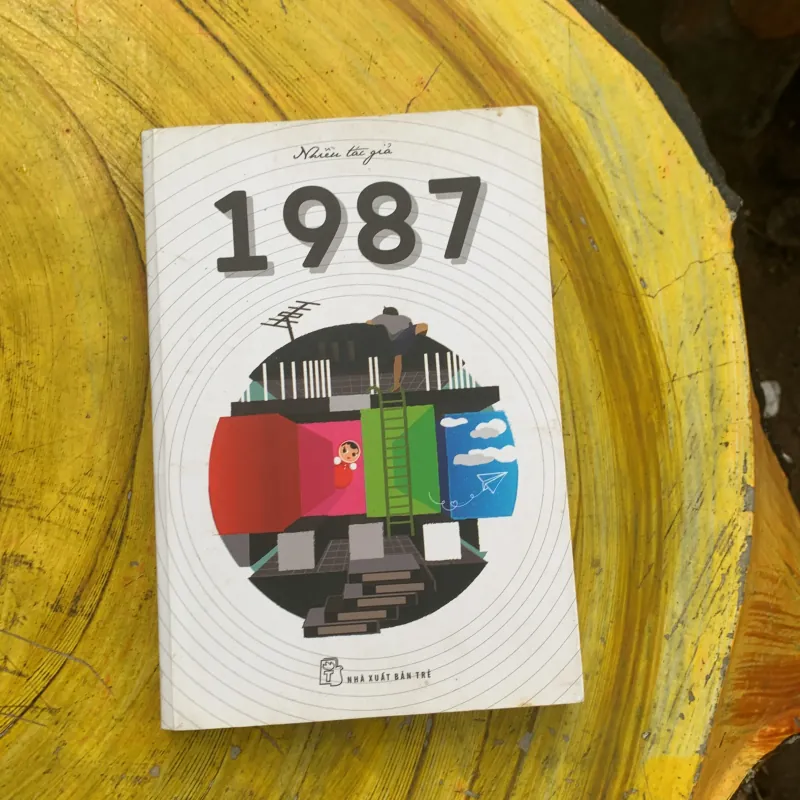 Nhiều tác giả
1987
NHÀ XUẤT BẢN TRẺ